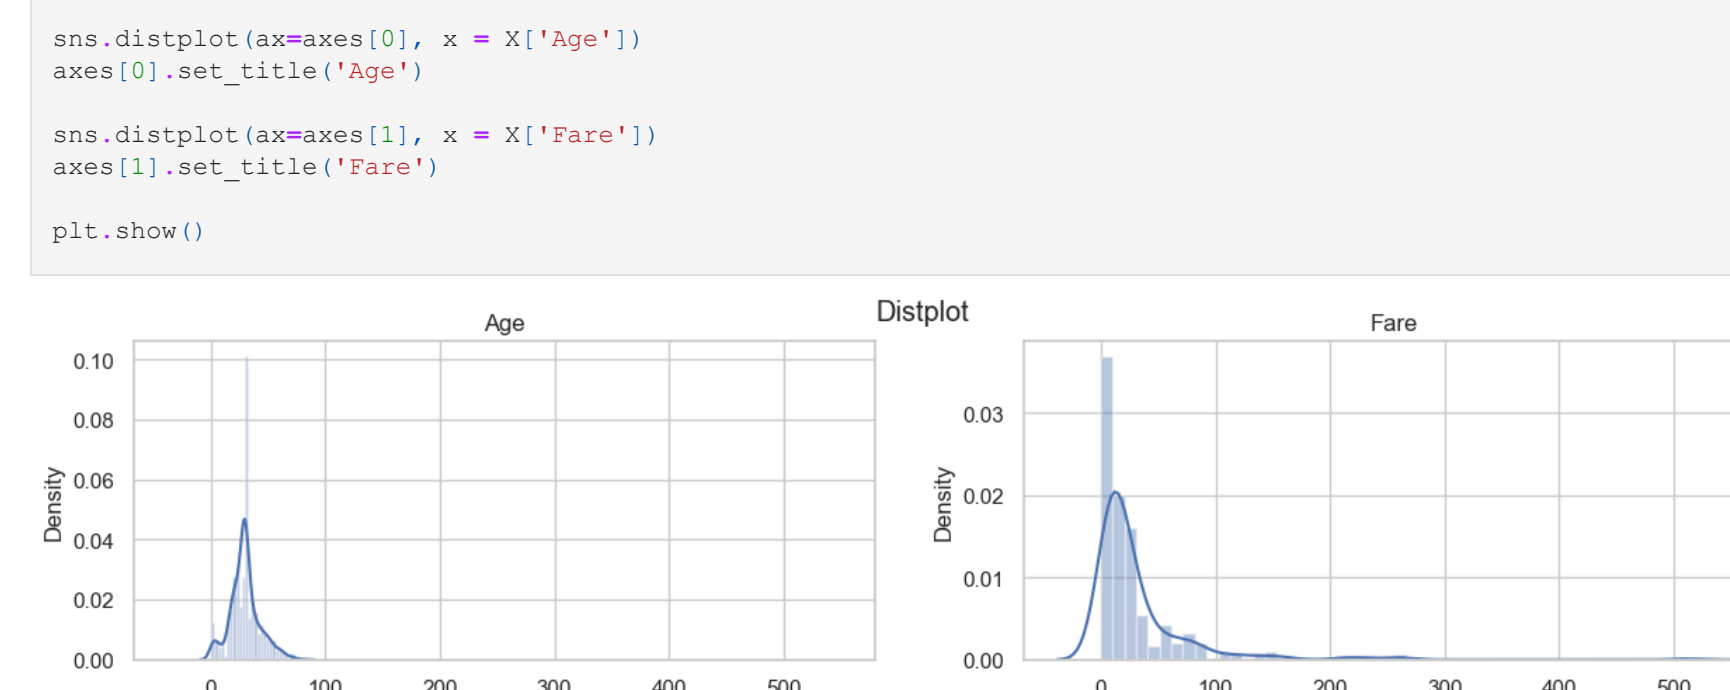 sns.distplot(ax=axes[0], x = X['Age'])
axes[0].set_title('Age')
sns.distplot(ax=axes[1], x = X['Fare'])
axes[1].set_title('Fare')
plt.show()
Distplot
Age
0.10
0.08
0.06
0.04
0.02
0.00
Density
0 100 200 300 400 500
Fare
0.03
0.02
0.01
0.00
Density
0 100 200 300 400 500